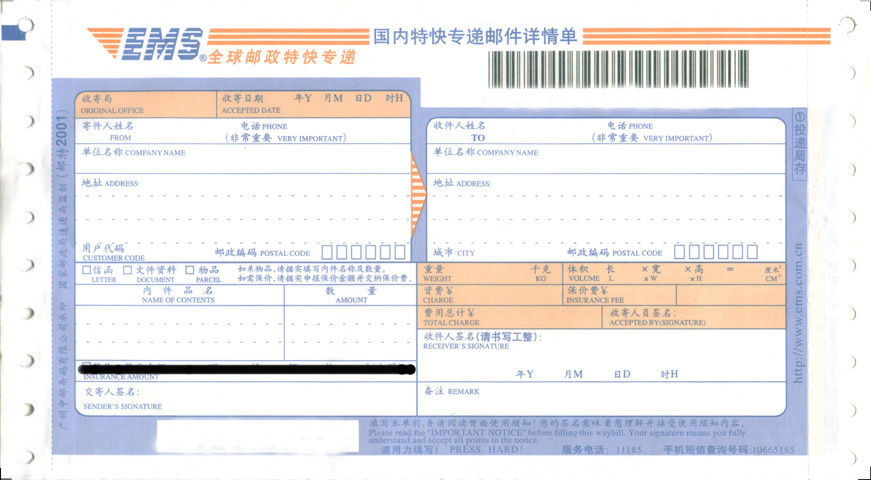 EMS®全球邮政特快专递
国内特快专递邮件详情单
收寄局
ORIGINAL OFFICE
收寄日期 年Y 月M 日D 时H
ACCEPTED DATE
寄件人姓名 电话 PHONE
FROM (非常重要 VERY IMPORTANT)
单位名称 COMPANY NAME
地址 ADDRESS:
用户代码 邮政编码 POSTAL CODE
CUSTOMER CODE
收件人姓名 电话 PHONE
TO (非常重要 VERY IMPORTANT)
单位名称 COMPANY NAME
地址 ADDRESS:
城市 CITY 邮政编码 POSTAL CODE
信函 文件资料 物品 如系物品,请据实填写内件名称及数量。
LETTER DOCUMENT PARCEL 如需保价,请据实申报保价金额并交纳保价费。
内件品名 数量
NAME OF CONTENTS AMOUNT
INSURANCE AMOUNT
交寄人签名:
SENDER'S SIGNATURE
重量 千克
WEIGHT KG
体积 长 ×宽 ×高 = 厘米3
VOLUME L ×W ×H CM3
资费¥ 保价费¥
CHARGE INSURANCE FEE
费用总计¥ 收寄人员签名:
TOTAL CHARGE ACCEPTED BY(SIGNATURE)
收件人签名(请书写工整):
RECEIVER'S SIGNATURE
年Y 月M 日D 时H
备注 REMARK
填写本单前,务请阅读背面使用须知!您的签名意味着您理解并接受使用须知内容。
Please read the "IMPORTANT NOTICE" before filling this waybill. Your signature means you fully
understand and accept all points in the notice.
请用力填写! PRESS HARD! 服务电话: 11185 手机短信查询号码:10665185
①投递局存
http://www.ems.com.cn
国家邮政局速递局监制(邮特2001)
广州中邮条码有限公司承印